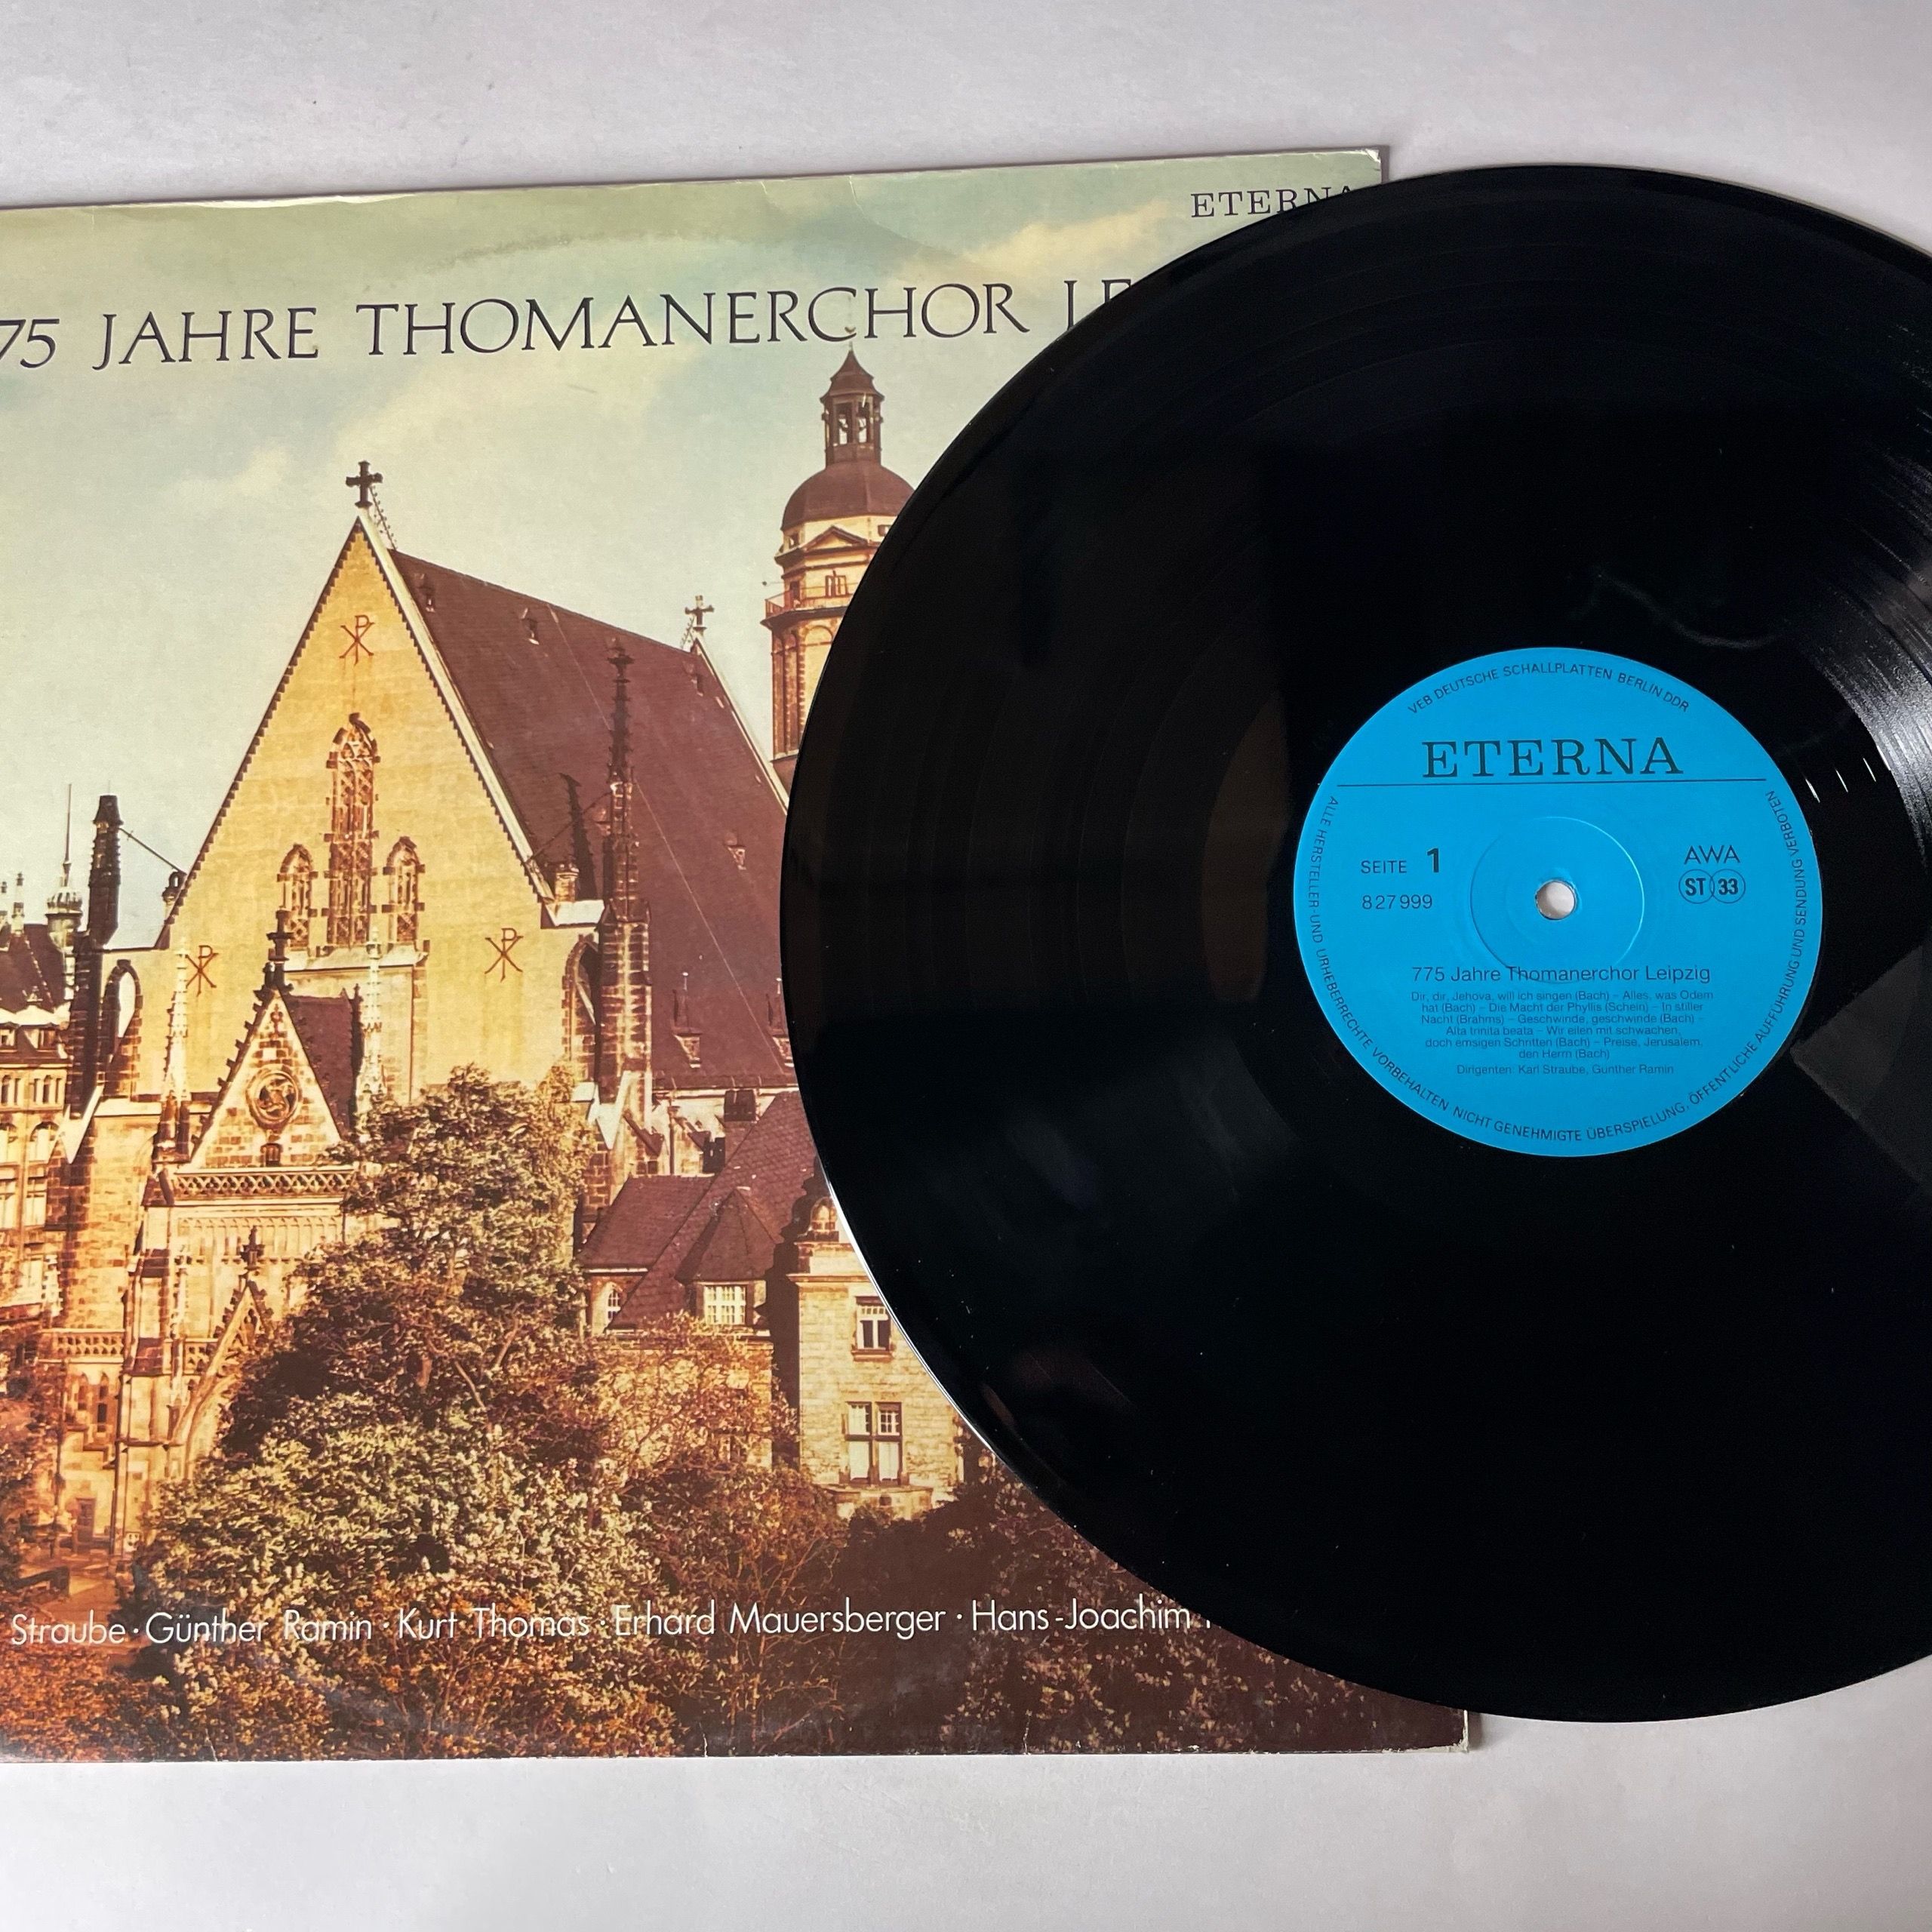 ETERNA
75 JAHRE THOMANERCHOR LE
Straube · Günther Ramin · Kurt Thomas · Erhard Mauersberger · Hans-Joachim
VEB DEUTSCHE SCHALLPLATTEN BERLIN DDR
ETERNA
SEITE 1
827999
AWA
ST 33
775 Jahre Thomanerchor Leipzig
Dir, dir, Jehova, will ich singen (Bach) – Alles, was Odem
hat (Bach) – Die Macht der Phyllis (Schein) – In stiller
Nacht (Brahms) – Geschwinde, geschwinde (Bach) –
Alta trinita beata – Wir eilen mit schwachen,
doch emsigen Schritten (Bach) – Preise, Jerusalem,
den Herrn (Bach)
Dirigenten: Karl Straube, Günther Ramin
ALLE HERSTELLER- UND URHEBERRECHTE VORBEHALTEN. NICHT GENEHMIGTE ÜBERSPIELUNG, ÖFFENTLICHE AUFFÜHRUNG UND SENDUNG VERBOTEN